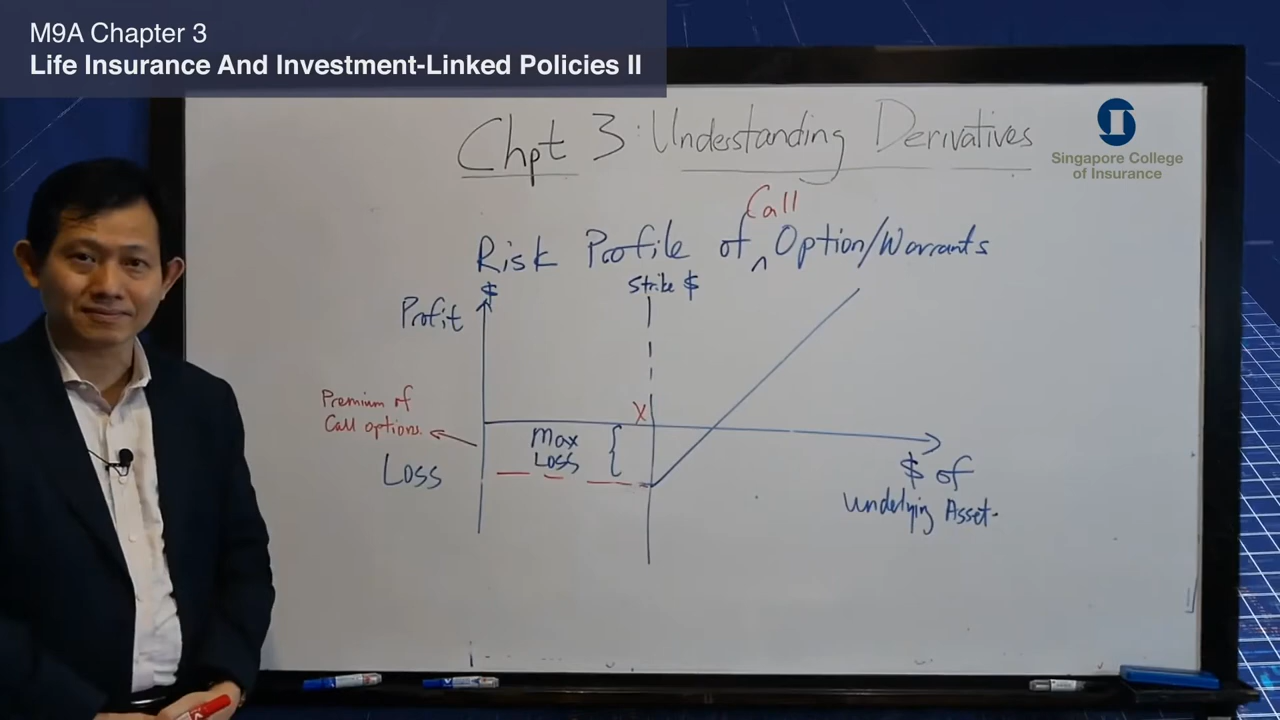 M9A Chapter 3
Life Insurance And Investment-Linked Policies II
Chpt 3: Understanding Derivatives
Singapore College
of Insurance
Call
Risk Profile of ^ Option/Warrants
$
Strike $
Profit
Premium of
Call options.
X
Max
Loss
Loss
$ of
Underlying Asset.